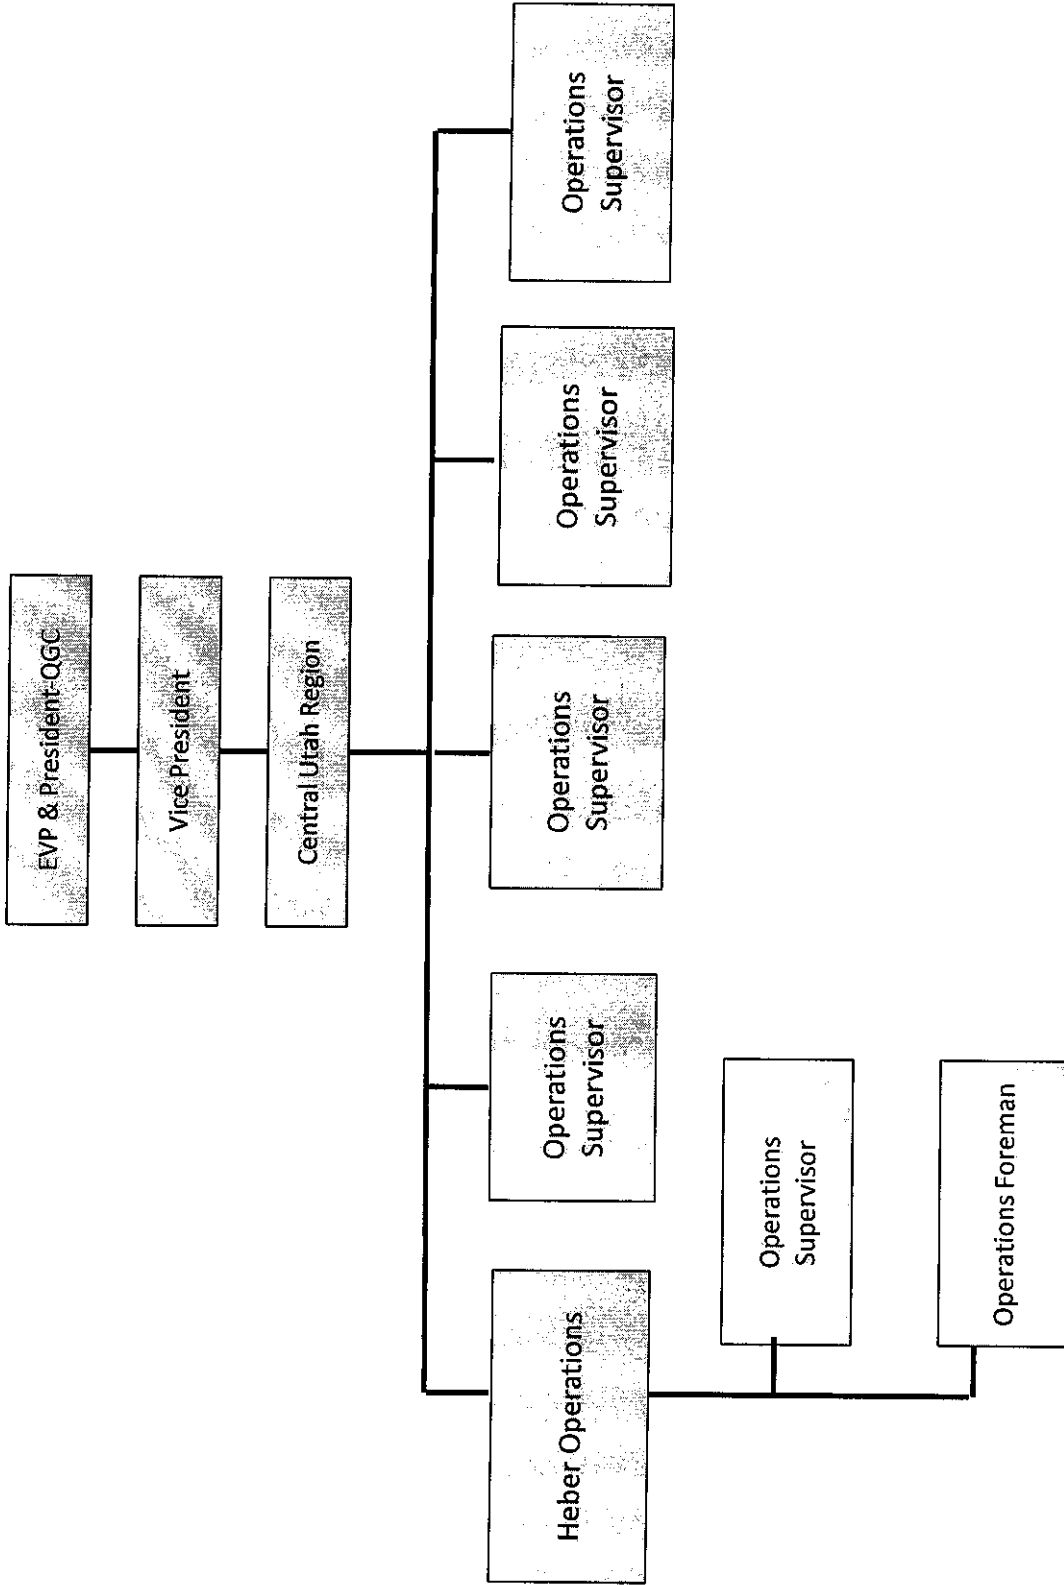 EVP & President-QGC
Vice President
Central Utah Region
Heber Operations
Operations
Supervisor
Operations
Supervisor
Operations
Supervisor
Operations
Supervisor
Operations
Supervisor
Operations Foreman